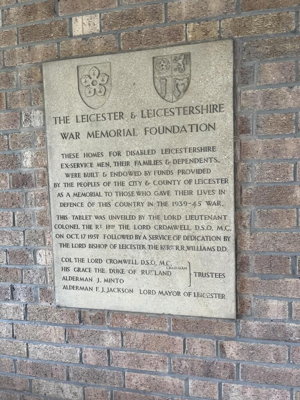 THE LEICESTER & LEICESTERSHIRE
WAR MEMORIAL FOUNDATION
THESE HOMES FOR DISABLED LEICESTERSHIRE
EX-SERVICE MEN, THEIR FAMILIES & DEPENDENTS,
WERE BUILT & ENDOWED BY FUNDS PROVIDED
BY THE PEOPLES OF THE CITY & COUNTY OF LEICESTER
AS A MEMORIAL TO THOSE WHO GAVE THEIR LIVES IN
DEFENCE OF THIS COUNTRY IN THE 1939-45 WAR.
THIS TABLET WAS UNVEILED BY THE LORD LIEUTENANT
COLONEL THE RT HON THE LORD CROMWELL D.S.O., M.C.
ON OCT. 17 1957 FOLLOWED BY A SERVICE OF DEDICATION BY
THE LORD BISHOP OF LEICESTER, THE R.R. WILLIAMS D.D.
COL THE LORD CROMWELL D.S.O., M.C. CHAIRMAN
HIS GRACE THE DUKE OF RUTLAND TRUSTEES
ALDERMAN J. MINTO
ALDERMAN F. J. JACKSON LORD MAYOR OF LEICESTER